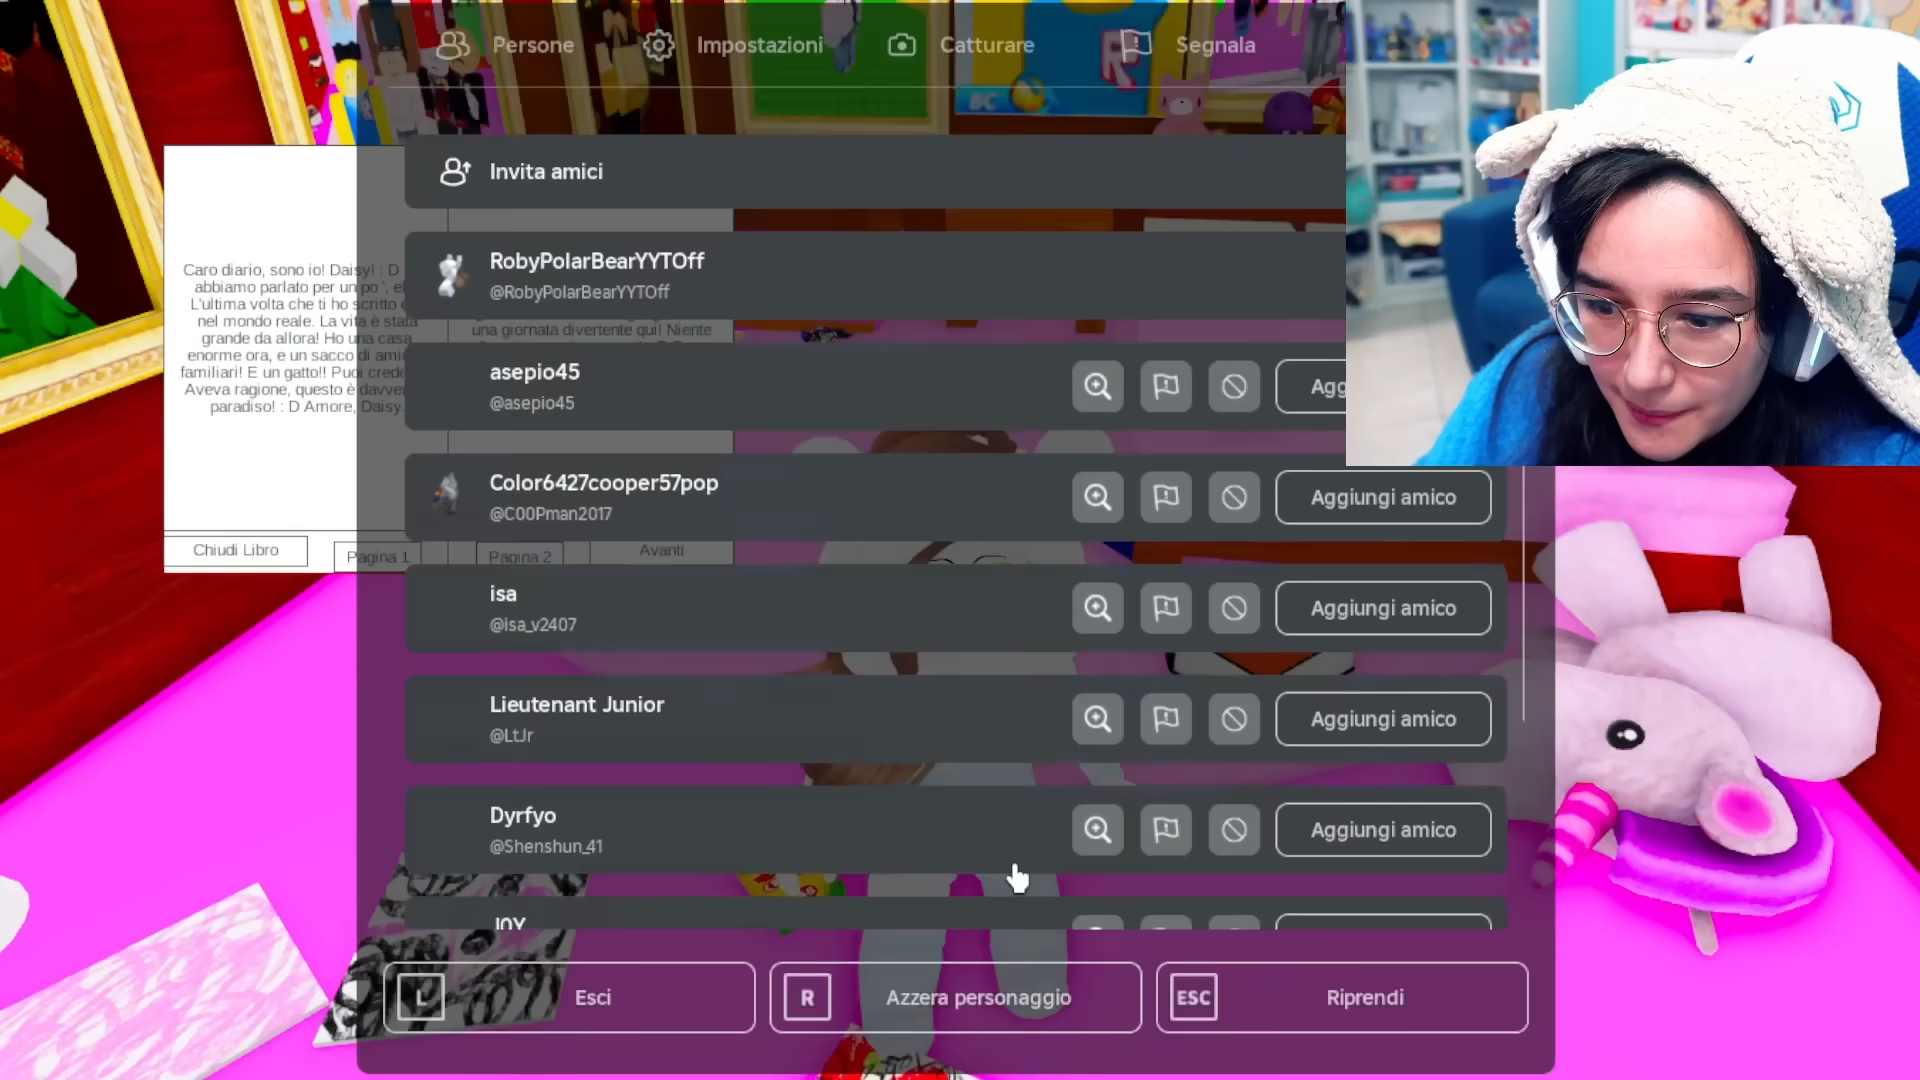 Persone
Impostazioni
Catturare
Segnala
BC
R
Invita amici
RobyPolarBearYYTOff
@RobyPolarBearYYTOff
Caro diario, sono io! Daisy! : D
abbiamo parlato per un po ',
L'ultima volta che ti ho scritto
nel mondo reale. La vita è stata
grande da allora! Ho una casa
enorme ora, e un sacco di
familiari! E un gatto!! Puoi
Aveva ragione, questo è
paradiso! : D Amore, Daisy.
una giornata divertente qui! Niente
asepio45
@asepio45
Color6427cooper57pop
@C00Pman2017
Aggiungi amico
Chiudi Libro
Pagina 1
Pagina 2
Avanti
isa
@isa_v2407
Aggiungi amico
Lieutenant Junior
@LtJr
Aggiungi amico
Dyrfyo
@Shenshun_41
Aggiungi amico
JOY
L
Esci
R
Azzera personaggio
ESC
Riprendi